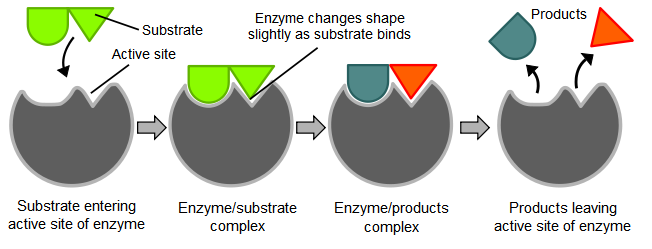 Substrate
Active site
Enzyme changes shape
slightly as substrate binds
Products
Substrate entering
active site of enzyme
Enzyme/substrate
complex
Enzyme/products
complex
Products leaving
active site of enzyme